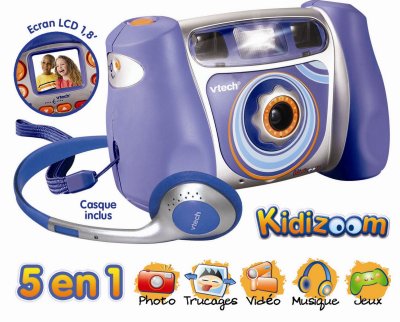 Ecran LCD 1,8"
vtech
Casque
inclus
vtech
Kidizoom
5 en 1
Photo
Trucages
Vidéo
Musique
Jeux